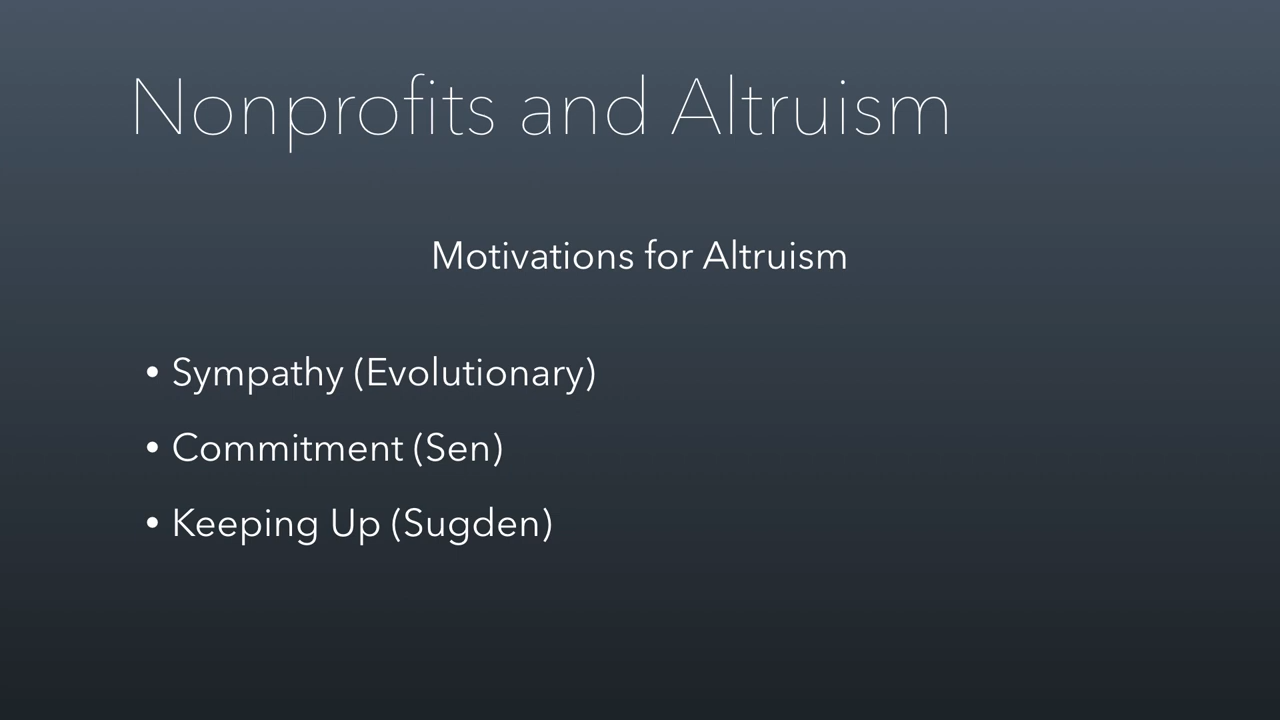 Nonprofits and Altruism
Motivations for Altruism
• Sympathy (Evolutionary)
• Commitment (Sen)
• Keeping Up (Sugden)